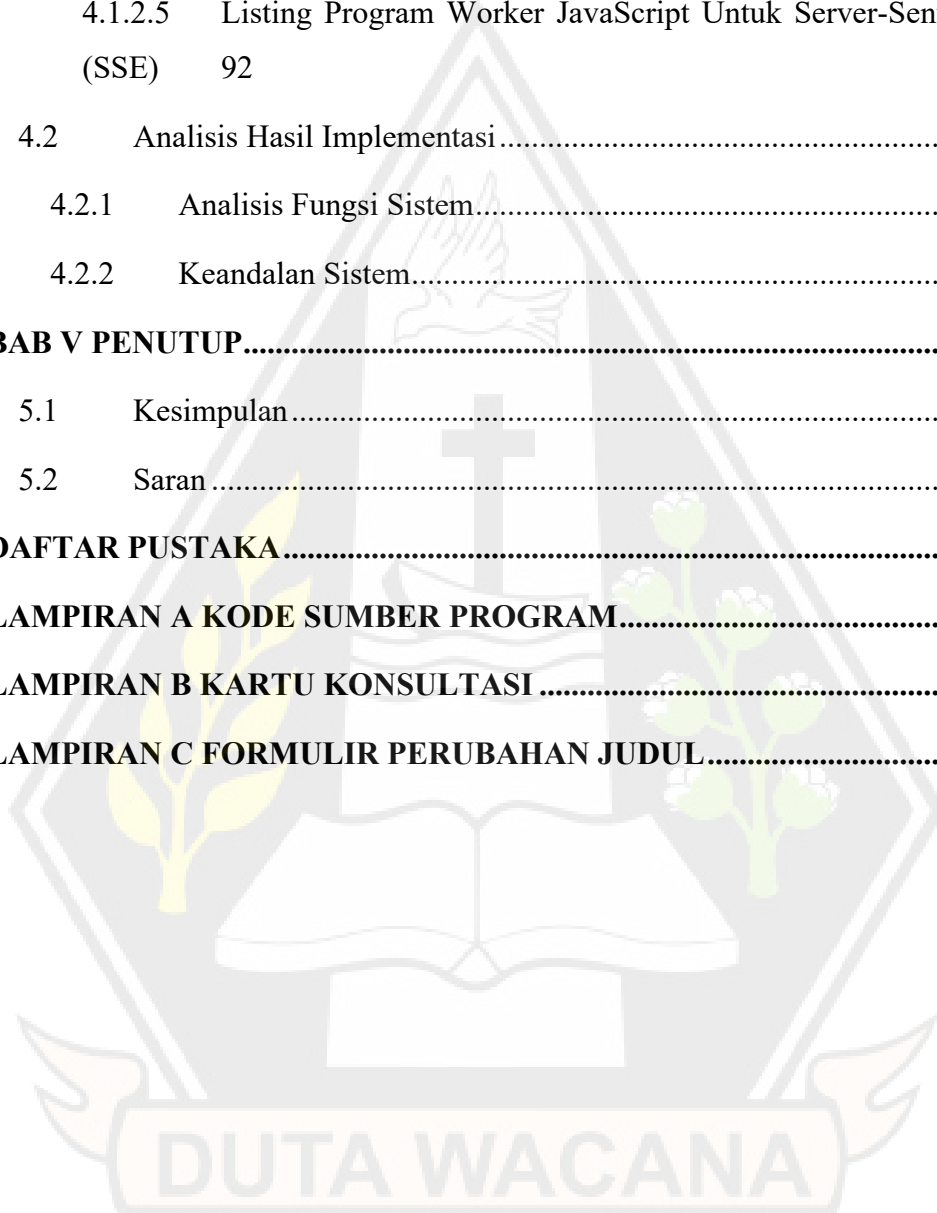 4.1.2.5 Listing Program Worker JavaScript Untuk Server-Sen
(SSE) 92
4.2 Analisis Hasil Implementasi
4.2.1 Analisis Fungsi Sistem
4.2.2 Keandalan Sistem
BAB V PENUTUP
5.1 Kesimpulan
5.2 Saran
DAFTAR PUSTAKA
LAMPIRAN A KODE SUMBER PROGRAM
LAMPIRAN B KARTU KONSULTASI
LAMPIRAN C FORMULIR PERUBAHAN JUDUL
DUTA WACANA